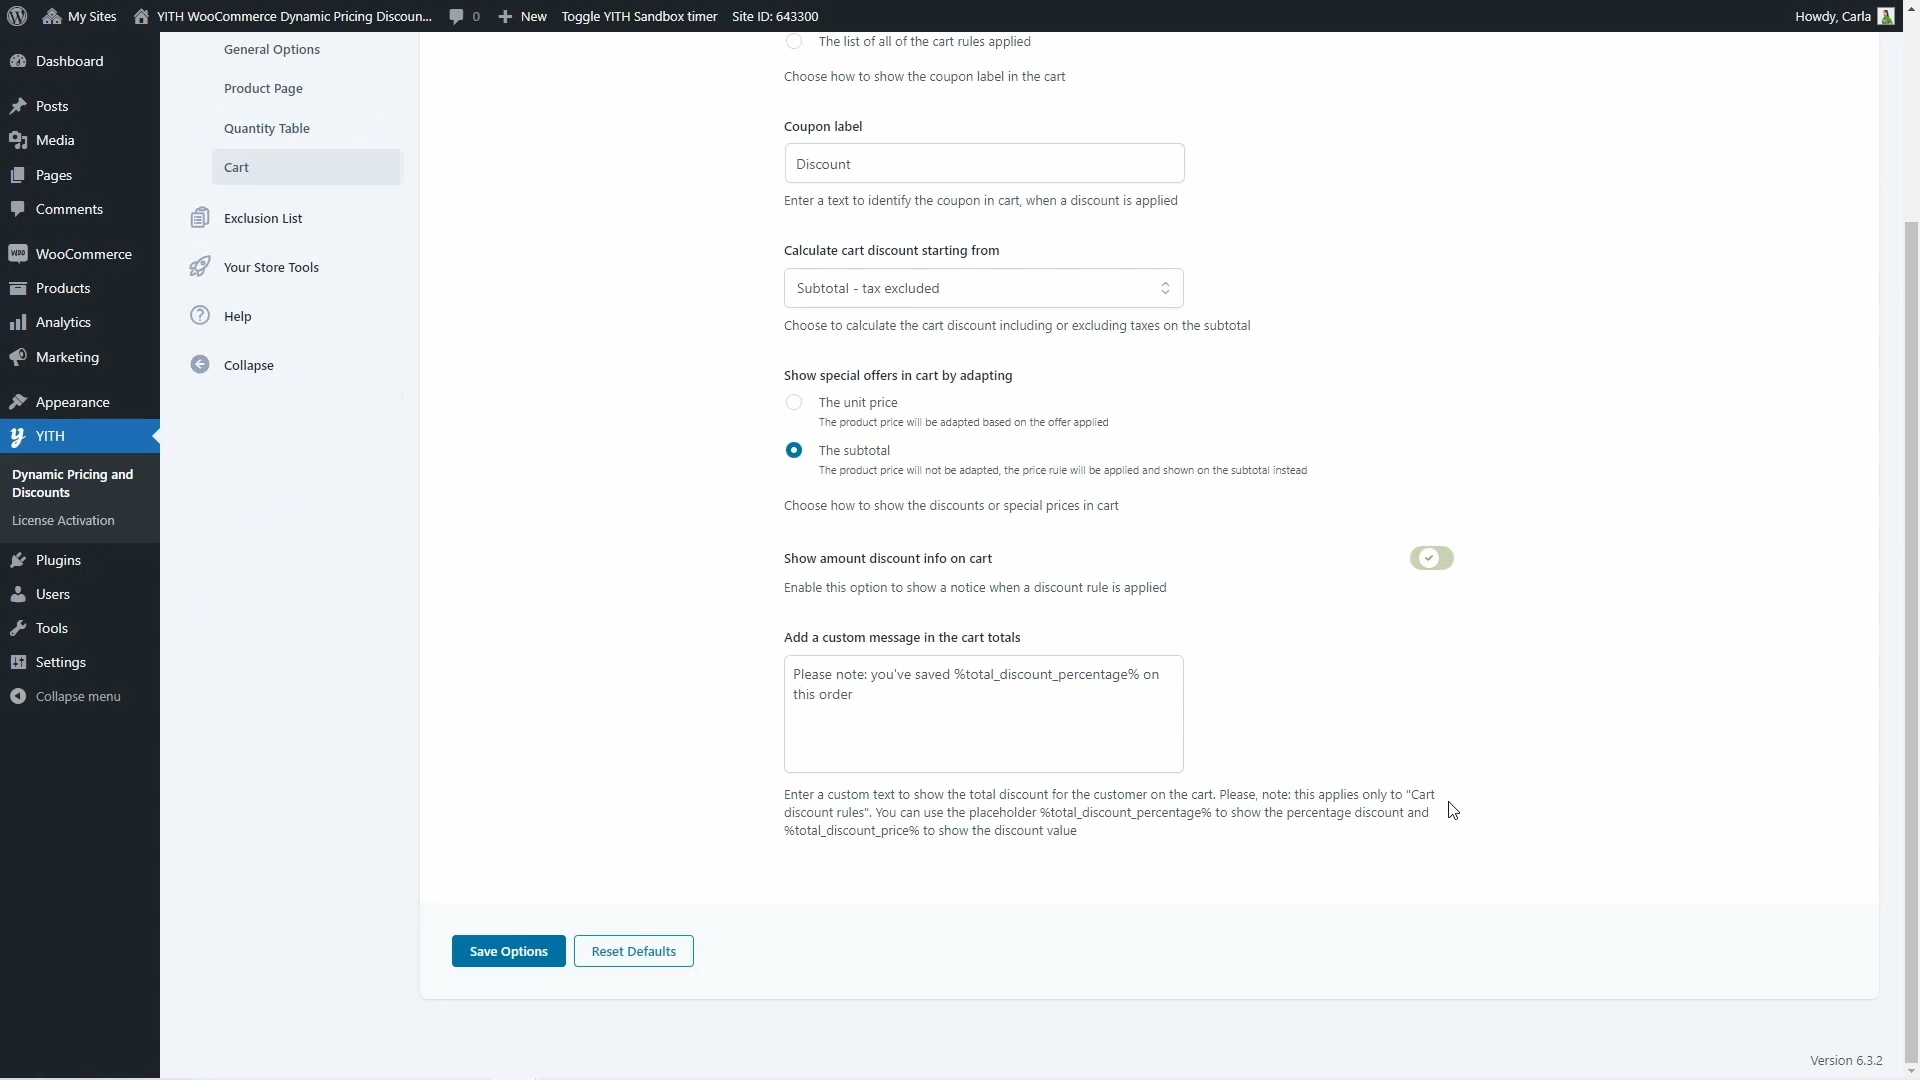 My Sites
YITH WooCommerce Dynamic Pricing Discoun...
0
New
Toggle YITH Sandbox timer
Site ID: 643300
Howdy, Carla
Dashboard
Posts
Media
Pages
Comments
WOO
WooCommerce
Products
Analytics
Marketing
Appearance
YITH
Dynamic Pricing and
Discounts
License Activation
Plugins
Users
Tools
Settings
Collapse menu
General Options
Product Page
Quantity Table
Cart
Exclusion List
Your Store Tools
Help
Collapse
The list of all of the cart rules applied
Choose how to show the coupon label in the cart
Coupon label
Discount
Enter a text to identify the coupon in cart, when a discount is applied
Calculate cart discount starting from
Subtotal - tax excluded
Choose to calculate the cart discount including or excluding taxes on the subtotal
Show special offers in cart by adapting
The unit price
The product price will be adapted based on the offer applied
The subtotal
The product price will not be adapted, the price rule will be applied and shown on the subtotal instead
Choose how to show the discounts or special prices in cart
Show amount discount info on cart
Enable this option to show a notice when a discount rule is applied
Add a custom message in the cart totals
Please note: you've saved %total_discount_percentage% on
this order
Enter a custom text to show the total discount for the customer on the cart. Please, note: this applies only to "Cart
discount rules". You can use the placeholder %total_discount_percentage% to show the percentage discount and
%total_discount_price% to show the discount value
Save Options
Reset Defaults
Version 6.3.2